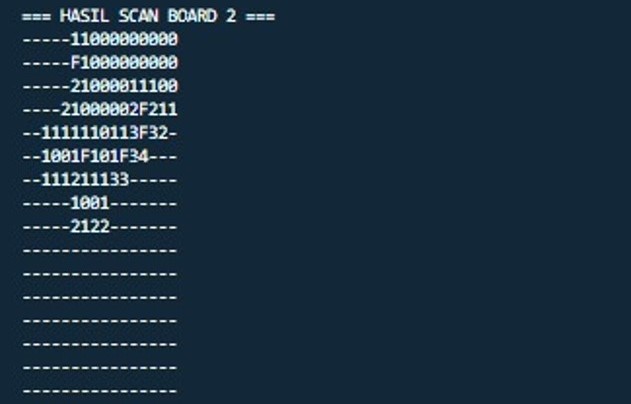 === HASIL SCAN BOARD 2 ===
-----11000000000
-----F1000000000
-----21000011100
----21000002F211
--1111110113F32-
--1001F101F34---
--111211133-----
-----1001-------
-----2122-------
----------------
----------------
----------------
----------------
----------------
----------------
----------------